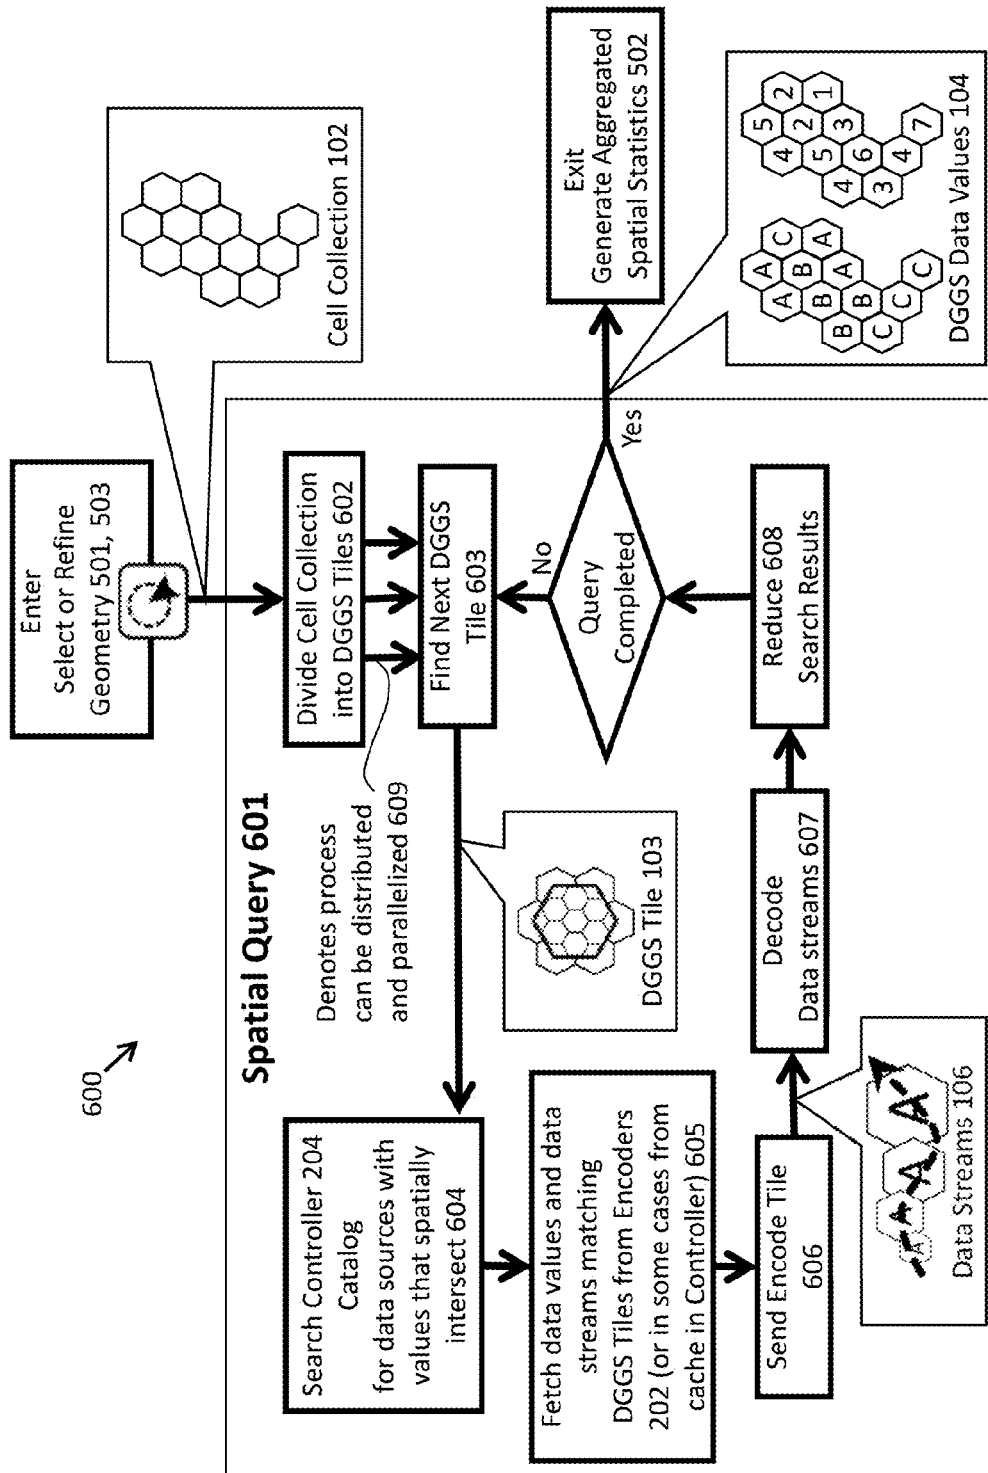 600
Enter
Select or Refine
Geometry 501, 503
Cell Collection 102
Spatial Query 601
Divide Cell Collection
into DGGS Tiles 602
Denotes process
can be distributed
and parallelized 609
Find Next DGGS
Tile 603
DGGS Tile 103
Search Controller 204
Catalog
for data sources with
values that spatially
intersect 604
Fetch data values and data
streams matching
DGGS Tiles from Encoders
202 (or in some cases from
cache in Controller) 605
Send Encode Tile
606
A A A A
Data Streams 106
Decode
Data streams 607
Reduce 608
Search Results
Query
Completed
No
Yes
Exit
Generate Aggregated
Spatial Statistics 502
A C
A B A
B A
B B
C C C
5 2
4 2 1
5 3
4 6
3 4 7
DGGS Data Values 104